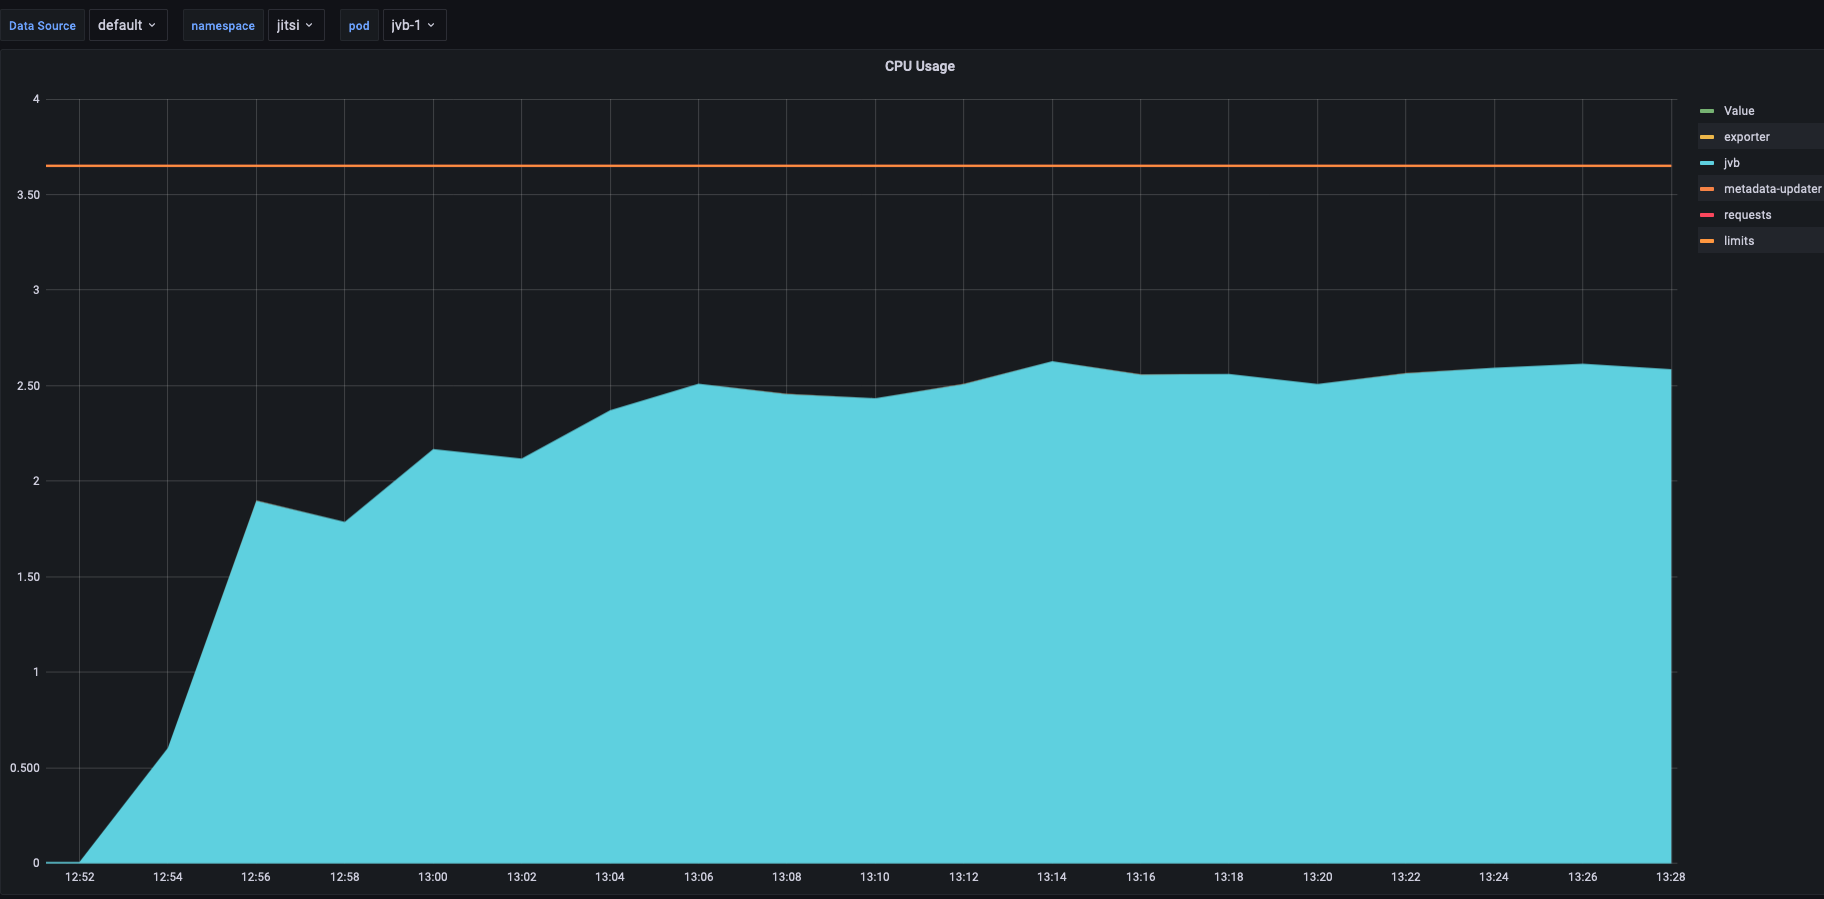 Data Source default namespace jitsi pod jvb-1
CPU Usage
4
3.50
3
2.50
2
1.50
1
0.500
0
12:52 12:54 12:56 12:58 13:00 13:02 13:04 13:06 13:08 13:10 13:12 13:14 13:16 13:18 13:20 13:22 13:24 13:26 13:28
Value
exporter
jvb
metadata-updater
requests
limits